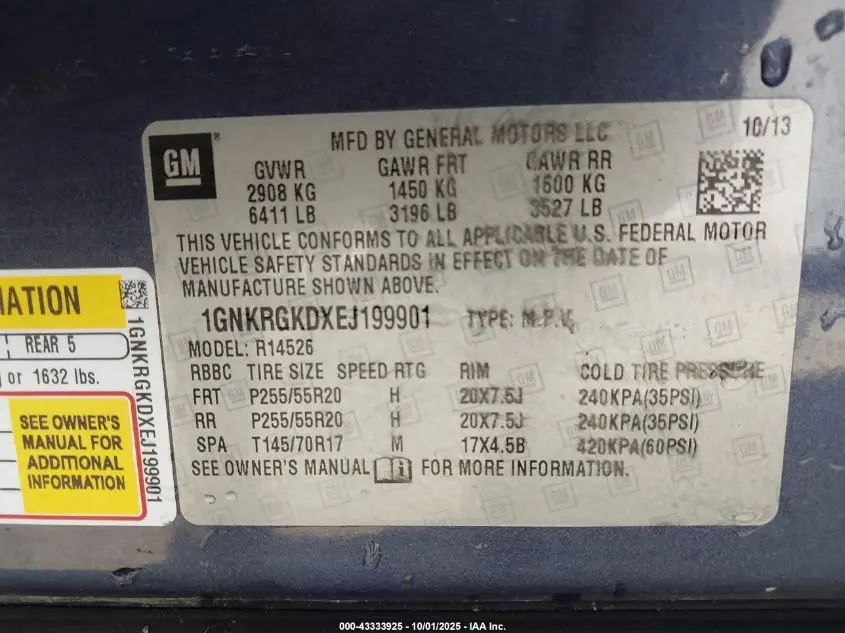 GM
MFD BY GENERAL MOTORS LLC
10/13
GVWR GAWR FRT GAWR RR
2908 KG 1450 KG 1600 KG
6411 LB 3196 LB 3527 LB
THIS VEHICLE CONFORMS TO ALL APPLICABLE U.S. FEDERAL MOTOR
VEHICLE SAFETY STANDARDS IN EFFECT ON THE DATE OF
MANUFACTURE SHOWN ABOVE.
1GNKRGKDXEJ199901 TYPE: M.P.V.
MODEL: R14526
RBBC TIRE SIZE SPEED RTG RIM COLD TIRE PRESSURE
FRT P255/55R20 H 20X7.5J 240KPA(35PSI)
RR P255/55R20 H 20X7.5J 240KPA(35PSI)
SPA T145/70R17 M 17X4.5B 420KPA(60PSI)
SEE OWNER'S MANUAL FOR MORE INFORMATION.
MATION
REAR 5
or 1632 lbs.
SEE OWNER'S
MANUAL FOR
ADDITIONAL
INFORMATION
1GNKRGKDXEJ199901
000-43333925 - 10/01/2025 - IAA Inc.